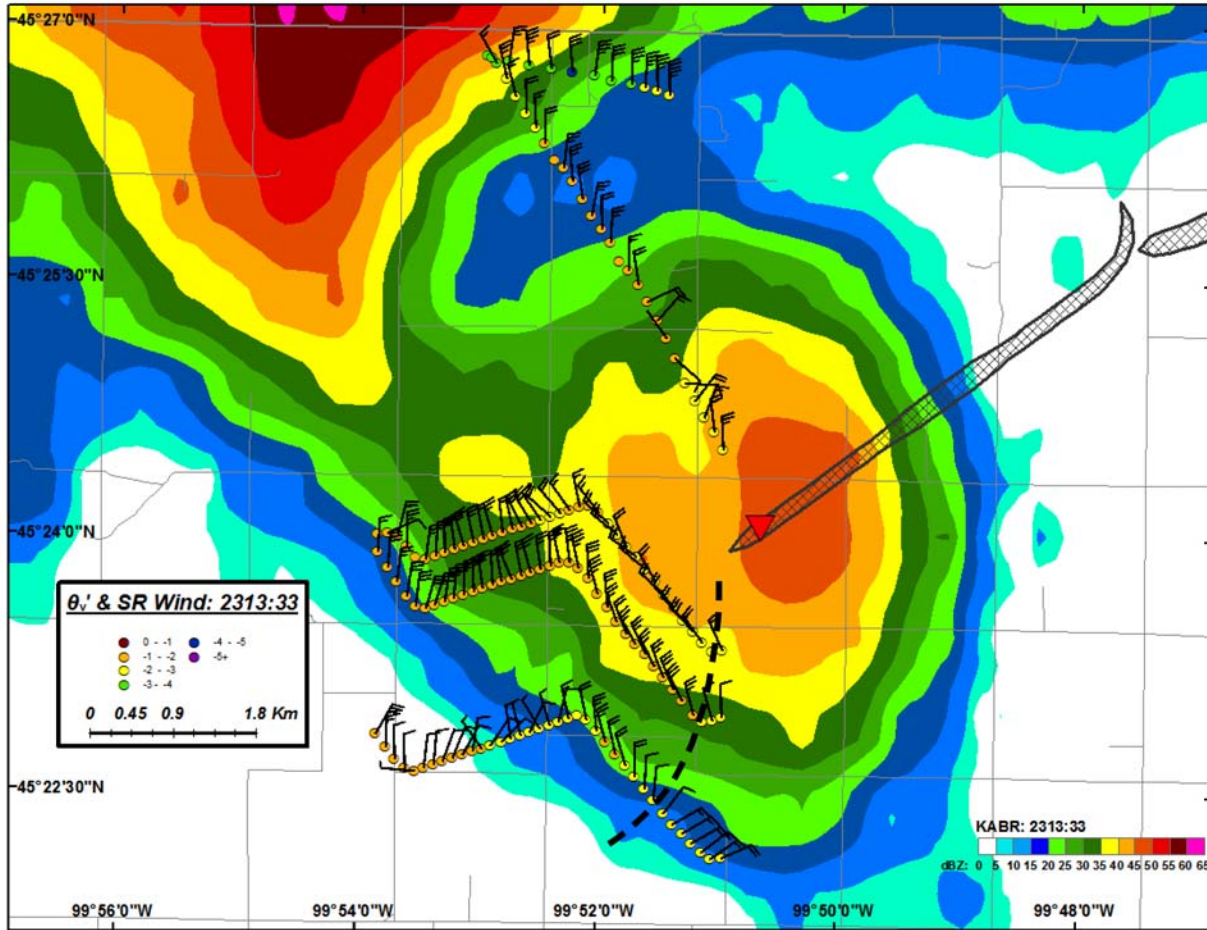 45°27'0"N
45°25'30"N
45°24'0"N
θv' & SR Wind: 2313:33
0 - -1
-4 - -5
-1 - -2
-5+
-2 - -3
-3 - -4
0 0.45 0.9 1.8 Km
45°22'30"N
KABR: 2313:33
dBZ: 0 5 10 15 20 25 30 35 40 45 50 55 60 65
99°56'0"W 99°54'0"W 99°52'0"W 99°50'0"W 99°48'0"W